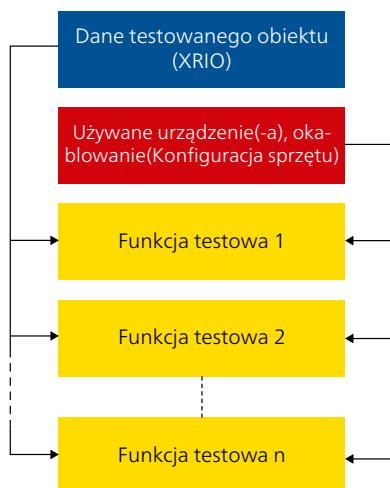 Dane testowanego obiektu
(XRIO)
Używane urządzenie(-a), oka-
blowanie(Konfiguracja sprzętu)
Funkcja testowa 1
Funkcja testowa 2
Funkcja testowa n